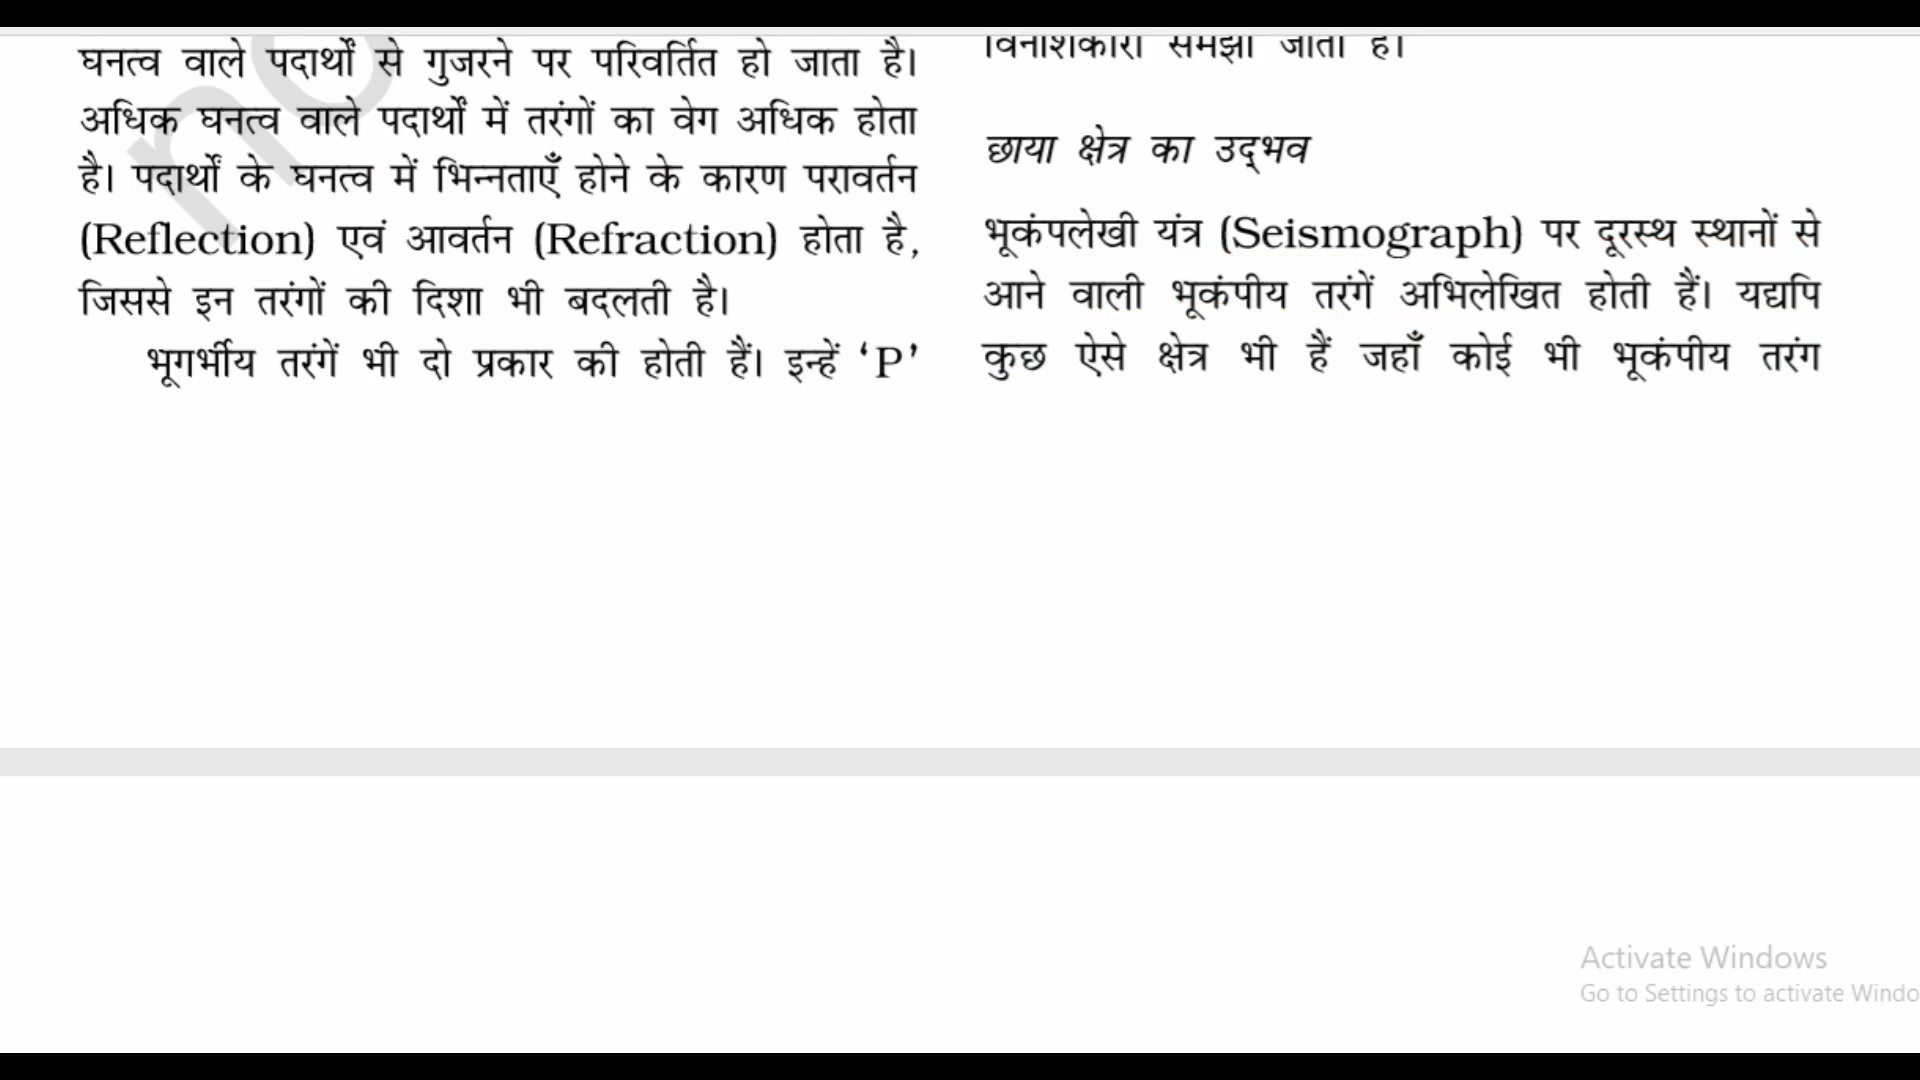 घनत्व वाले पदार्थों से गुजरने पर परिवर्तित हो जाता है।
अधिक घनत्व वाले पदार्थों में तरंगों का वेग अधिक होता
है। पदार्थों के घनत्व में भिन्नताएँ होने के कारण परावर्तन
(Reflection) एवं आवर्तन (Refraction) होता है,
जिससे इन तरंगों की दिशा भी बदलती है।
भूगर्भीय तरंगें भी दो प्रकार की होती हैं। इन्हें ‘P’
विनाशकारी समझी जाती हैं।
छाया क्षेत्र का उद्‌भव
भूकंपलेखी यंत्र (Seismograph) पर दूरस्थ स्थानों से
आने वाली भूकंपीय तरंगें अभिलेखित होती हैं। यद्यपि
कुछ ऐसे क्षेत्र भी हैं जहाँ कोई भी भूकंपीय तरंग
Activate Windows
Go to Settings to activate Windo